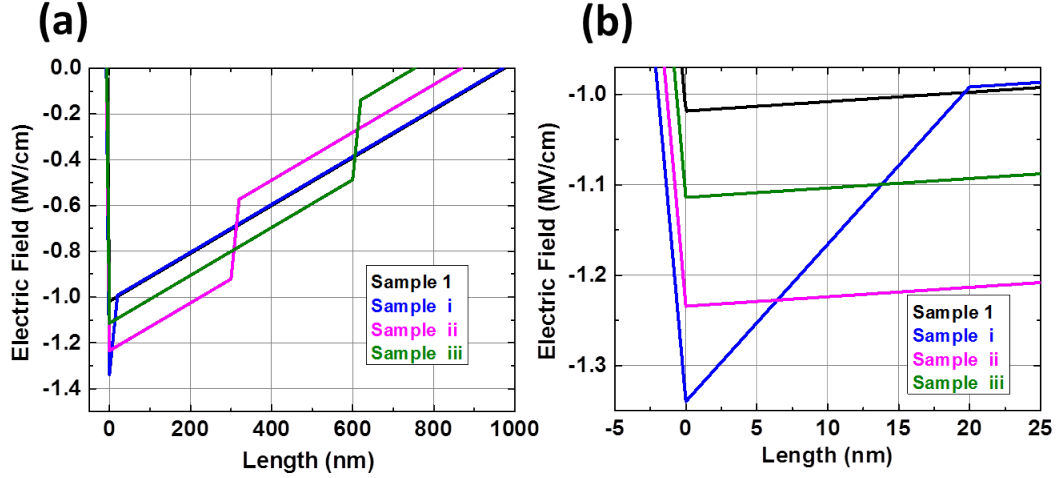 (a)
0.0
-0.2
-0.4
-0.6
-0.8
-1.0
-1.2
-1.4
Electric Field (MV/cm)
Sample 1
Sample i
Sample ii
Sample iii
0 200 400 600 800 1000
Length (nm)
(b)
-1.0
-1.1
-1.2
-1.3
Electric Field (MV/cm)
Sample 1
Sample i
Sample ii
Sample iii
-5 0 5 10 15 20 25
Length (nm)